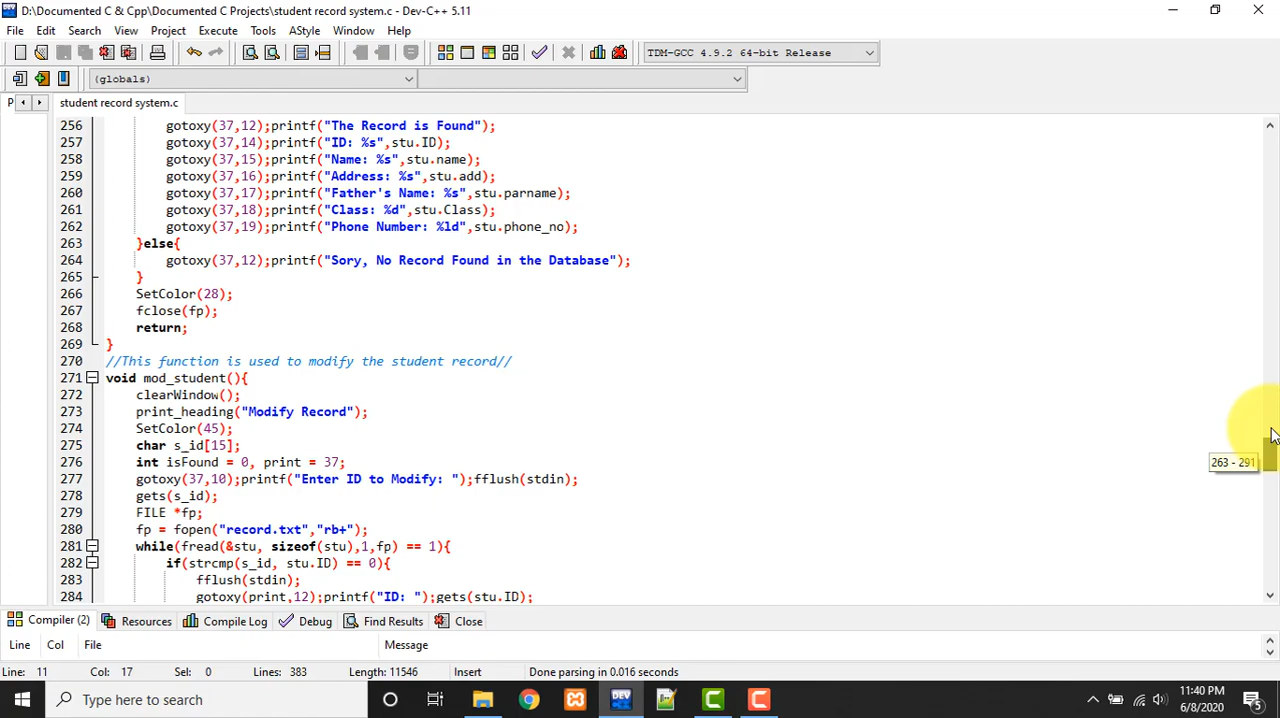 D:\Documented C & Cpp\Documented C Projects\student record system.c - Dev-C++ 5.11
File Edit Search View Project Execute Tools AStyle Window Help
TDM-GCC 4.9.2 64-bit Release
(globals)
P student record system.c
256 gotoxy(37,12);printf("The Record is Found");
257 gotoxy(37,14);printf("ID: %s",stu.ID);
258 gotoxy(37,15);printf("Name: %s",stu.name);
259 gotoxy(37,16);printf("Address: %s",stu.add);
260 gotoxy(37,17);printf("Father's Name: %s",stu.parname);
261 gotoxy(37,18);printf("Class: %d",stu.Class);
262 gotoxy(37,19);printf("Phone Number: %ld",stu.phone_no);
263 }else{
264 gotoxy(37,12);printf("Sory, No Record Found in the Database");
265 }
266 SetColor(28);
267 fclose(fp);
268 return;
269 }
270 //This function is used to modify the student record//
271 void mod_student(){
272 clearWindow();
273 print_heading("Modify Record");
274 SetColor(45);
275 char s_id[15];
276 int isFound = 0, print = 37;
277 gotoxy(37,10);printf("Enter ID to Modify: ");fflush(stdin);
278 gets(s_id);
279 FILE *fp;
280 fp = fopen("record.txt","rb+");
281 while(fread(&stu, sizeof(stu),1,fp) == 1){
282 if(strcmp(s_id, stu.ID) == 0){
283 fflush(stdin);
284 gotoxy(print,12);printf("ID: ");gets(stu.ID);
263 - 291
Compiler (2) Resources Compile Log Debug Find Results Close
Line Col File Message
Line: 11 Col: 17 Sel: 0 Lines: 383 Length: 11546 Insert Done parsing in 0.016 seconds
Type here to search
DEV
11:40 PM
6/8/2020
5